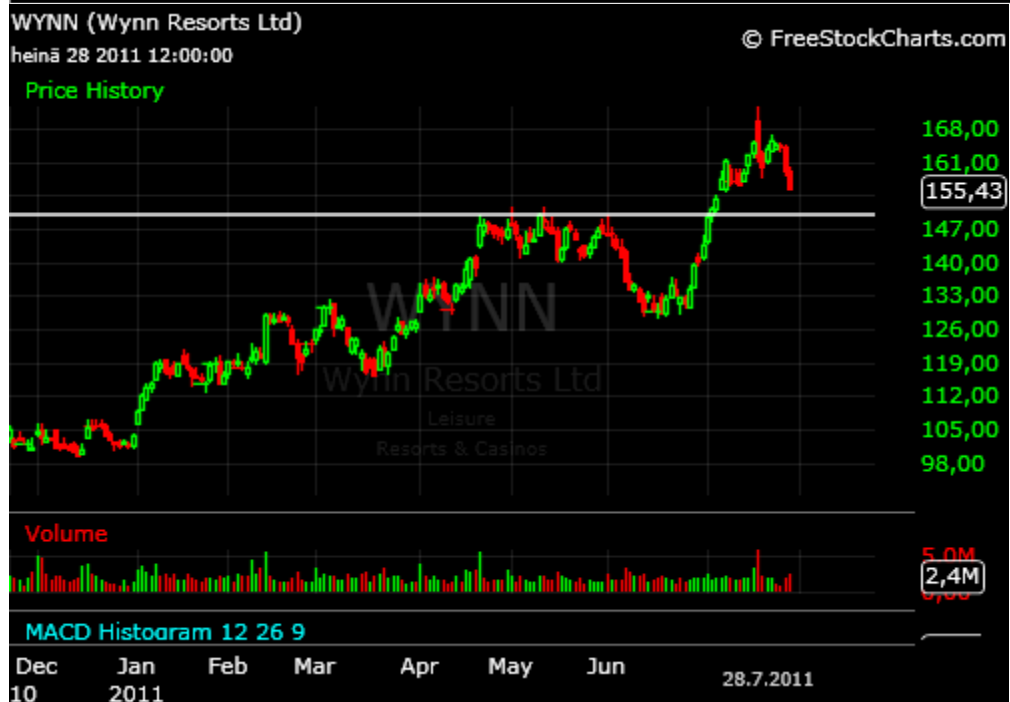 WYNN (Wynn Resorts Ltd)
© FreeStockCharts.com
heinä 28 2011 12:00:00
Price History
168,00
161,00
155,43
147,00
140,00
133,00
126,00
119,00
112,00
105,00
98,00
WYNN
Wynn Resorts Ltd
Leisure
Resorts & Casinos
Volume
5,0M
2,4M
0,00
MACD Histogram 12 26 9
Dec Jan Feb Mar Apr May Jun 28.7.2011
10 2011